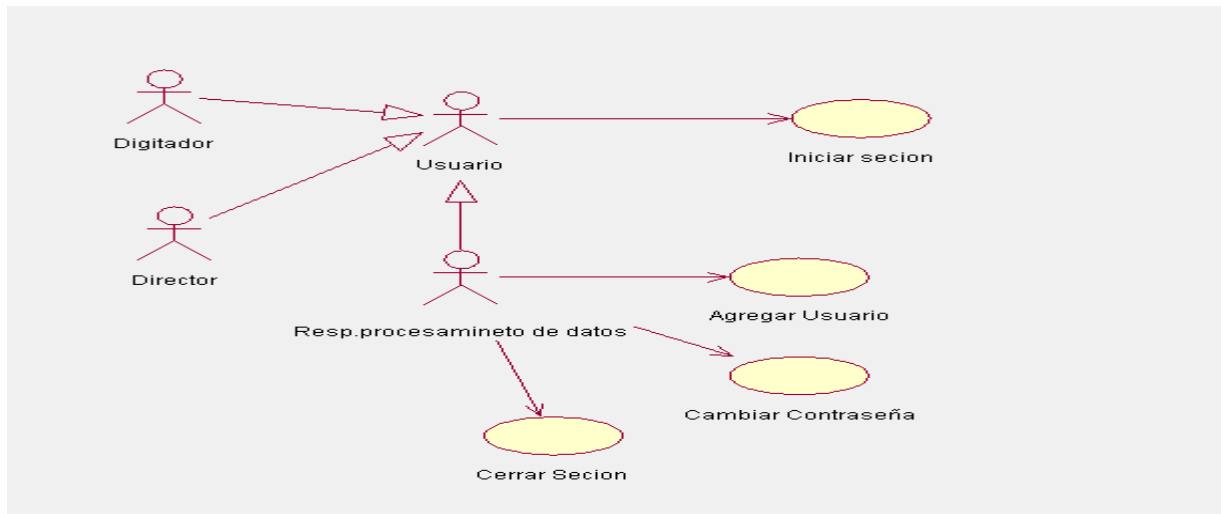 Digitador
Usuario
Iniciar secion
Director
Resp.procesamineto de datos
Agregar Usuario
Cambiar Contraseña
Cerrar Secion